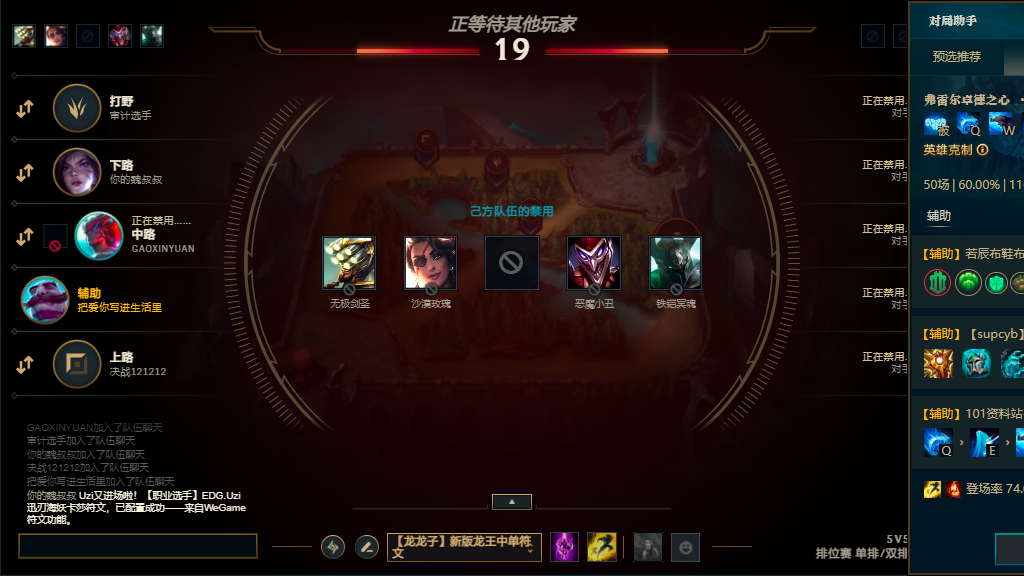 正等待其他玩家
19
打野
审计选手
下路
你的魏叔叔
正在禁用......
中路
GAOXINYUAN
辅助
把爱你写进生活里
上路
决战121212
己方队伍的禁用
无极剑圣
沙漠玫瑰
恶魔小丑
铁铠冥魂
正在禁用.
对手
正在禁用.
对手
正在禁用.
对手
正在禁用.
对手
正在禁用.
对手
GAOXINYUAN加入了队伍聊天
审计选手加入了队伍聊天
你的魏叔叔加入了队伍聊天
决战121212加入了队伍聊天
把爱你写进生活里加入了队伍聊天
你的魏叔叔 Uzi又进场啦！【职业选手】EDG.Uzi
迅刃海妖卡莎符文，已配置成功——来自WeGame
符文功能。
【龙龙子】新版龙王中单符
文
5V5
排位赛 单排/双排
对局助手
预选推荐
弗雷尔卓德之心
被
Q
W
英雄克制
50场 | 60.00% | 11
辅助
【辅助】若辰布鞋布
【辅助】【supcyb】
【辅助】101资料站
Q
E
登场率 74.